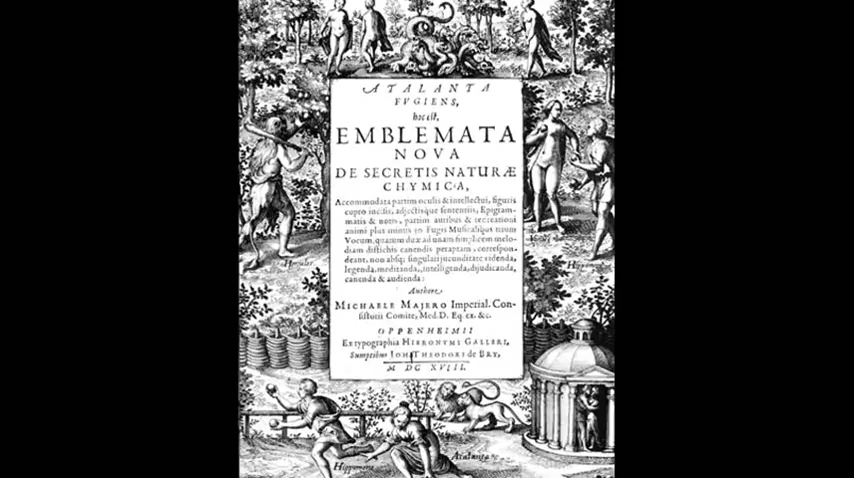 ATALANTA
FVGIENS,
hoc est,
EMBLEMATA
NOVA
DE SECRETIS NATURÆ
CHYMICA,
Accommodata partim oculis & intellectui, figuris
cupro incisis, adjectisque sententiis, Epigram-
matis & notis, partim auribus & recreationi
animi plus minus 50 Fugis Musicalibus trium
Vocum, quarum duæ ad unam simplicem melo-
diam distichis canendis peraptam, correspon-
deant, non absq; singulari jucunditate videnda,
legenda, meditanda, intelligenda, dijudicanda,
canenda & audienda:
Authore
MICHAELE MAJERO Imperial. Con-
sistorii Comite, Med. D. Eq. ex. &c.
OPPENHEIMII
Ex typographia HIERONYMI GALLERI,
Sumptibus JOH. THEODORI de BRY,
M DC XVIII.
Hercules
Venus
Hippomenes
Hippomene
Atalanta